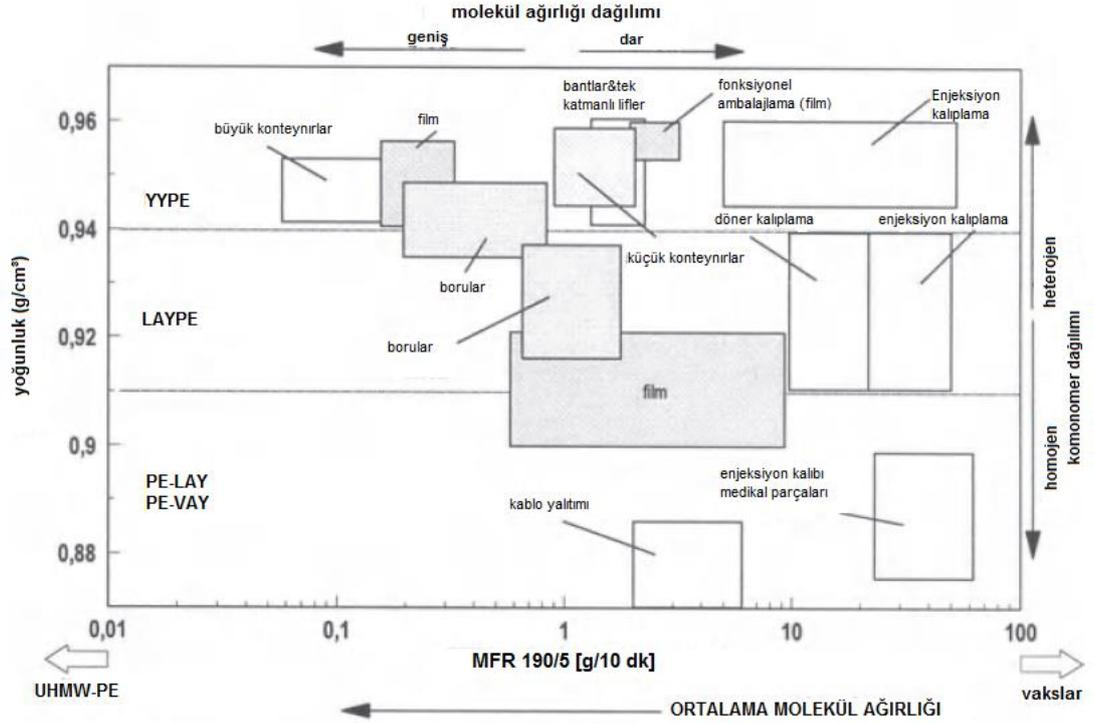 molekül ağırlığı dağılımı
geniş
dar
0,96
0,94
0,92
0,9
0,88
yoğunluk (g/cm³)
büyük konteynırlar
film
bantlar&tek
katmanlı lifler
fonksiyonel
ambalajlama (film)
Enjeksiyon
kalıplama
YYPE
döner kalıplama
enjeksiyon kalıplama
küçük konteynırlar
borular
LAYPE
borular
film
PE-LAY
PE-VAY
kablo yalıtımı
enjeksiyon kalıbı
medikal parçaları
heterojen
homojen
komonomer dağılımı
0,01
0,1
1
10
100
MFR 190/5 [g/10 dk]
UHMW-PE
vakslar
ORTALAMA MOLEKÜL AĞIRLIĞI